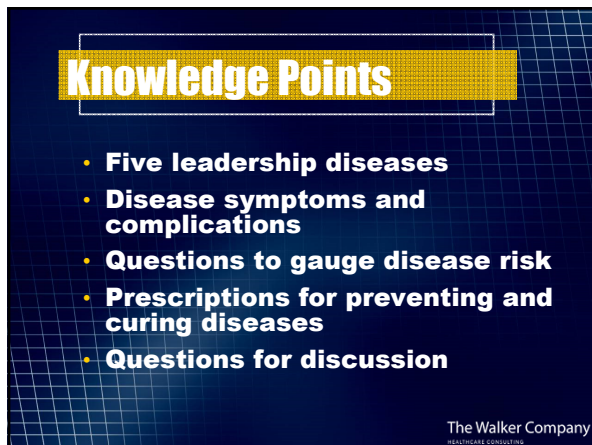 Knowledge Points
• Five leadership diseases
• Disease symptoms and
complications
• Questions to gauge disease risk
• Prescriptions for preventing and
curing diseases
• Questions for discussion
The Walker Company
HEALTHCARE CONSULTING